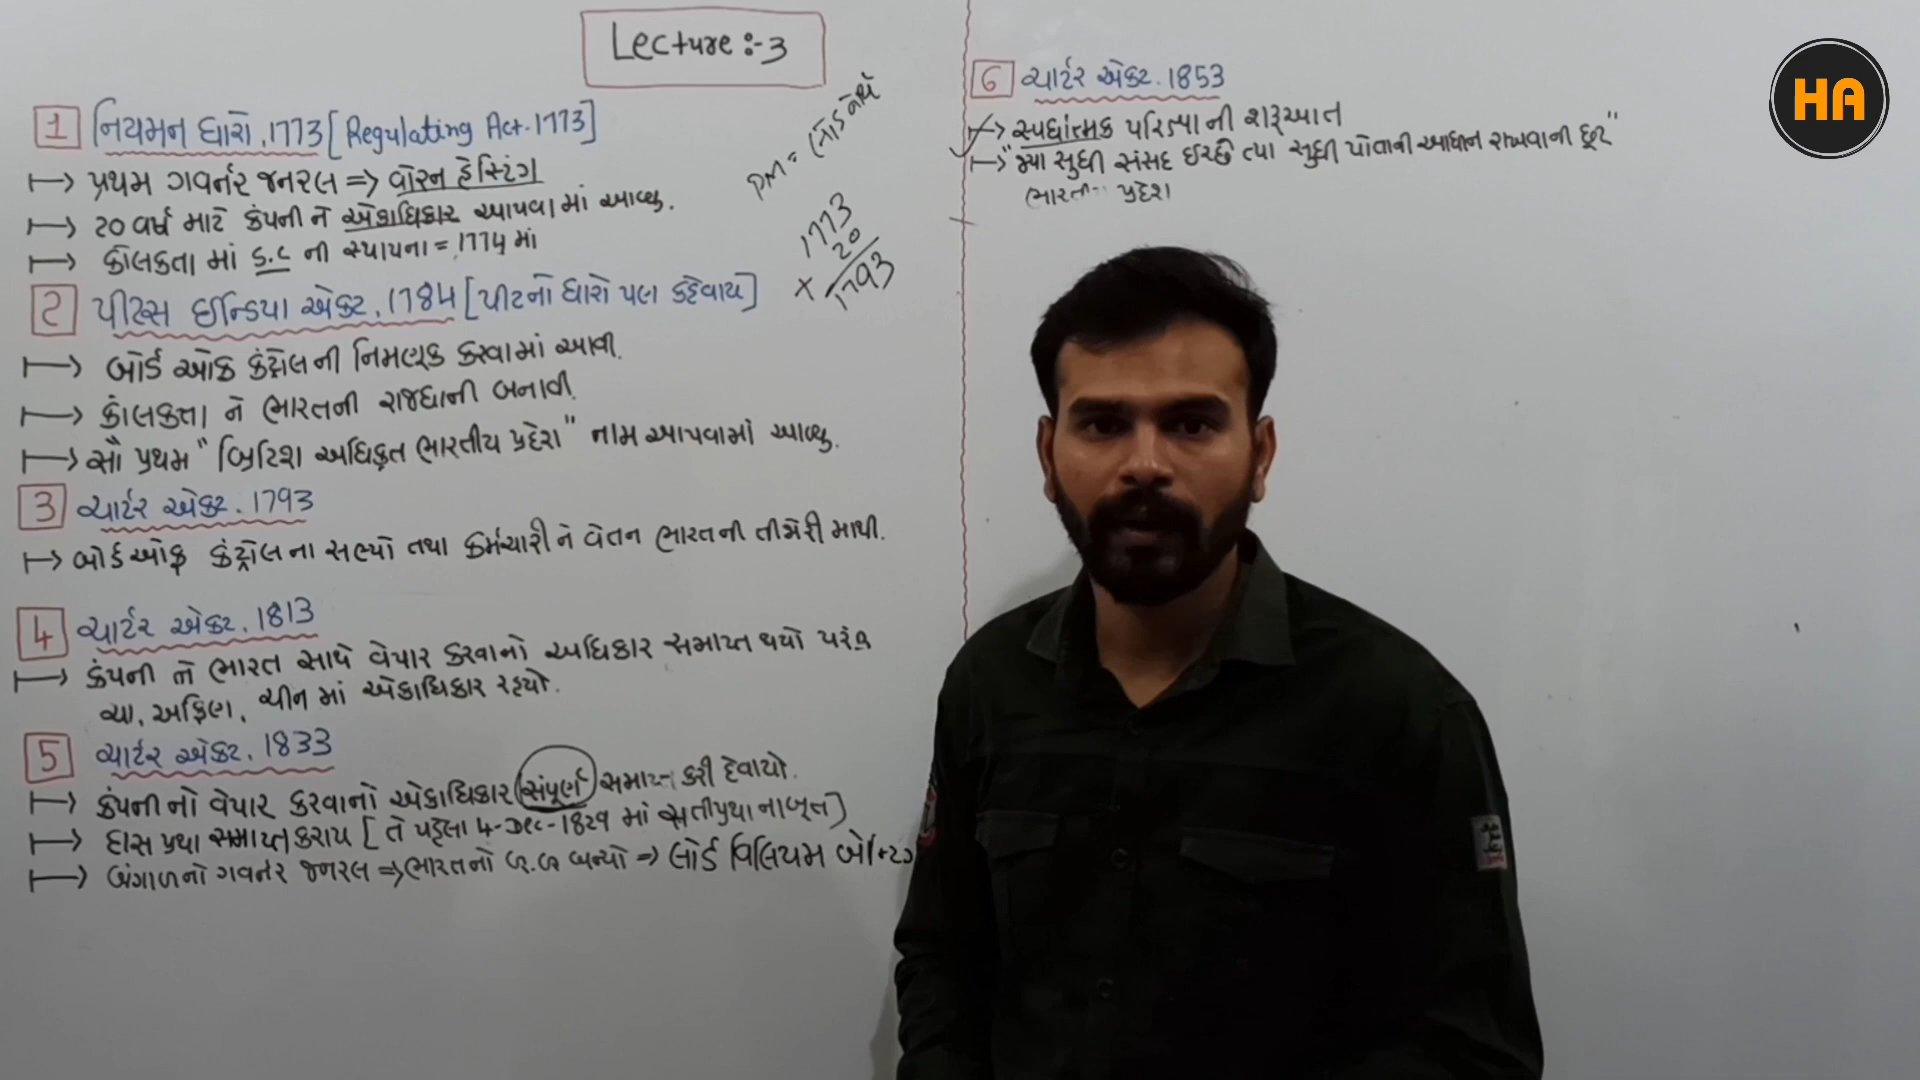 Lecture :- 3
1 નિયમન ધારો.1773 [Regulating Act.1773]
→ પ્રથમ ગવર્નર જનરલ => વોરન હેસ્ટિંગ
→ ૨૦ વર્ષ માટે કંપની ને એકાધિકાર આપવામાં આવ્યુ.
→ કોલકતા માં S.C ની સ્થાપના = 1774 માં
PM = લોર્ડ નોર્થ
1773
20
1793
2 પીટ્સ ઈન્ડિયા એક્ટ.1784 [પીટનો ધારો પણ કહેવાય]
→ બોર્ડ ઓફ કંટ્રોલ ની નિમણૂક કરવામાં આવી.
→ કોલકત્તા ને ભારતની રાજધાની બનાવી.
→ સૌ પ્રથમ "બ્રિટિશ અધિકૃત ભારતીય પ્રદેશ" નામ આપવામાં આવ્યુ.
3 ચાર્ટર એક્ટ.1793
→ બોર્ડ ઓફ કંટ્રોલ ના સભ્યો તથા કર્મચારી ને વેતન ભારત ની તીજોરી માથી.
4 ચાર્ટર એક્ટ.1813
→ કંપની ને ભારત સાથે વેપાર કરવાનો અધિકાર સમાપ્ત થયો પરંતુ
ચા, અફિણ, ચીન માં એકાધિકાર રહ્યો.
5 ચાર્ટર એક્ટ.1833
→ કંપની નો વેપાર કરવાનો એકાધિકાર સંપૂર્ણ સમાપ્ત કરી દેવાયો.
→ દાસ પ્રથા સમાપ્ત કરાય [તે પહેલા 4-Dec-1829 માં સતીપ્રથા નાબૂદ]
→ બંગાળનો ગવર્નર જનરલ => ભારતનો બન્યો => લોર્ડ વિલિયમ બેન્ટિંગ
6 ચાર્ટર એક્ટ.1853
→ સ્પર્ધાત્મક પરિક્ષા ની શરૂઆત
→ "જ્યા સુધી સંસદ ઈચ્છે ત્યા સુધી પોતાની આધીન રાખવાની છૂટ"
ભારતીય પ્રદેશ
HA